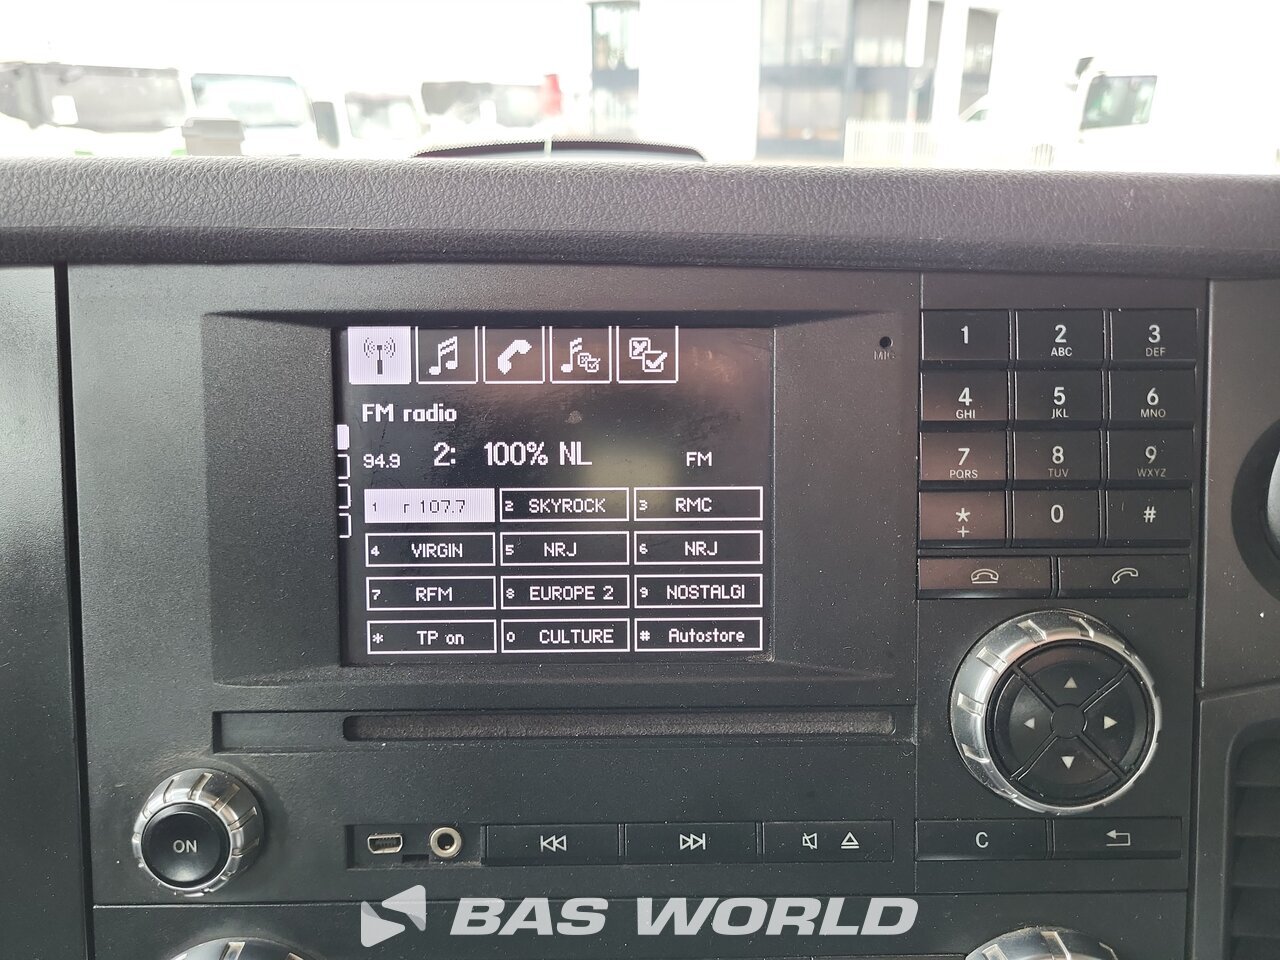 FM radio
94.9 2: 100% NL FM
1 r 107.7 2 SKYROCK 3 RMC
4 VIRGIN 5 NRJ 6 NRJ
7 RFM 8 EUROPE 2 9 NOSTALGI
* TP on 0 CULTURE # Autostore
MIC
1 2 ABC 3 DEF
4 GHI 5 JKL 6 MNO
7 PQRS 8 TUV 9 WXYZ
* + 0 #
ON
C
BAS WORLD